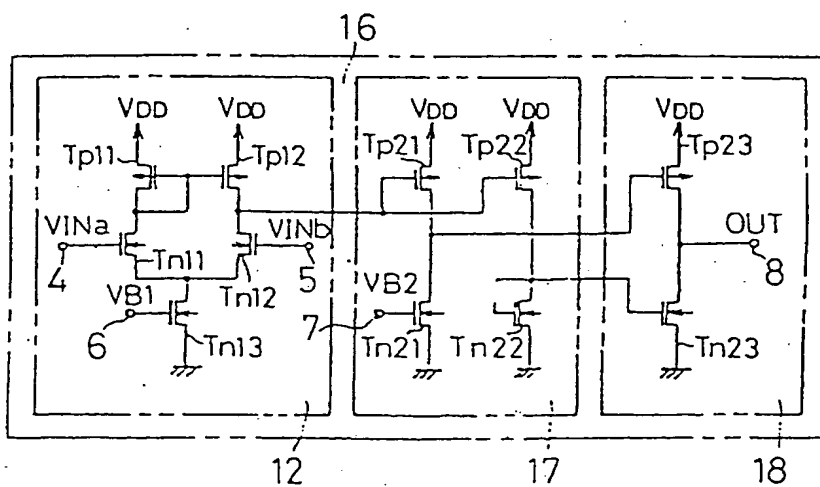 16
VDD VDD VDD VDD VDD
Tp11 Tp12 Tp21 Tp22 Tp23
VINa VINb OUT
4 Tn11 Tn12 5 8
VB1 VB2
6 Tn13 7 Tn21 Tn22 Tn23
12 17 18